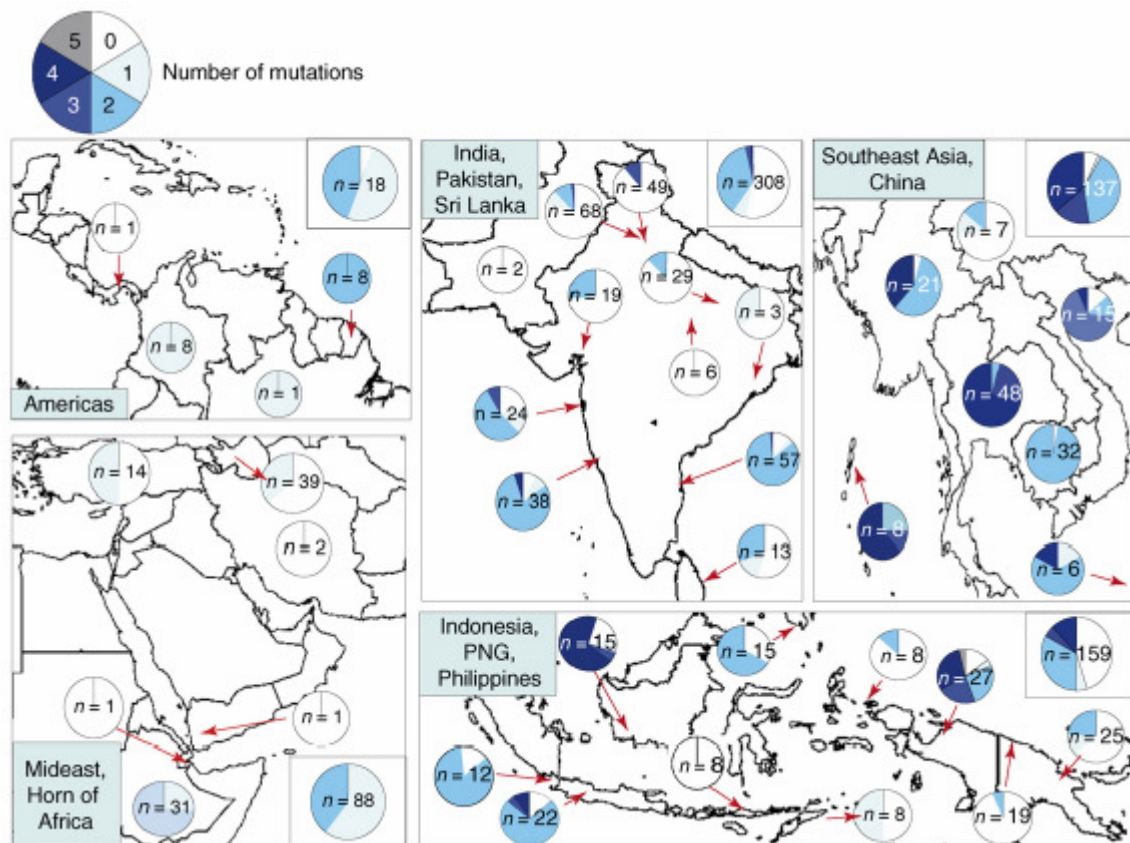 5
0
4
1
3
2
Number of mutations
n = 18
n = 1
n = 8
n = 8
n = 1
Americas
India,
Pakistan,
Sri Lanka
n = 49
n = 308
n = 68
n = 2
n = 19
n = 29
n = 3
n = 6
n = 24
n = 38
n = 57
n = 13
Southeast Asia,
China
n = 137
n = 7
n = 21
n = 15
n = 48
n = 32
n = 8
n = 6
n = 14
n = 39
n = 2
n = 1
n = 1
Mideast,
Horn of
Africa
n = 31
n = 88
Indonesia,
PNG,
Philippines
n = 15
n = 15
n = 8
n = 27
n = 159
n = 12
n = 8
n = 25
n = 22
n = 8
n = 19